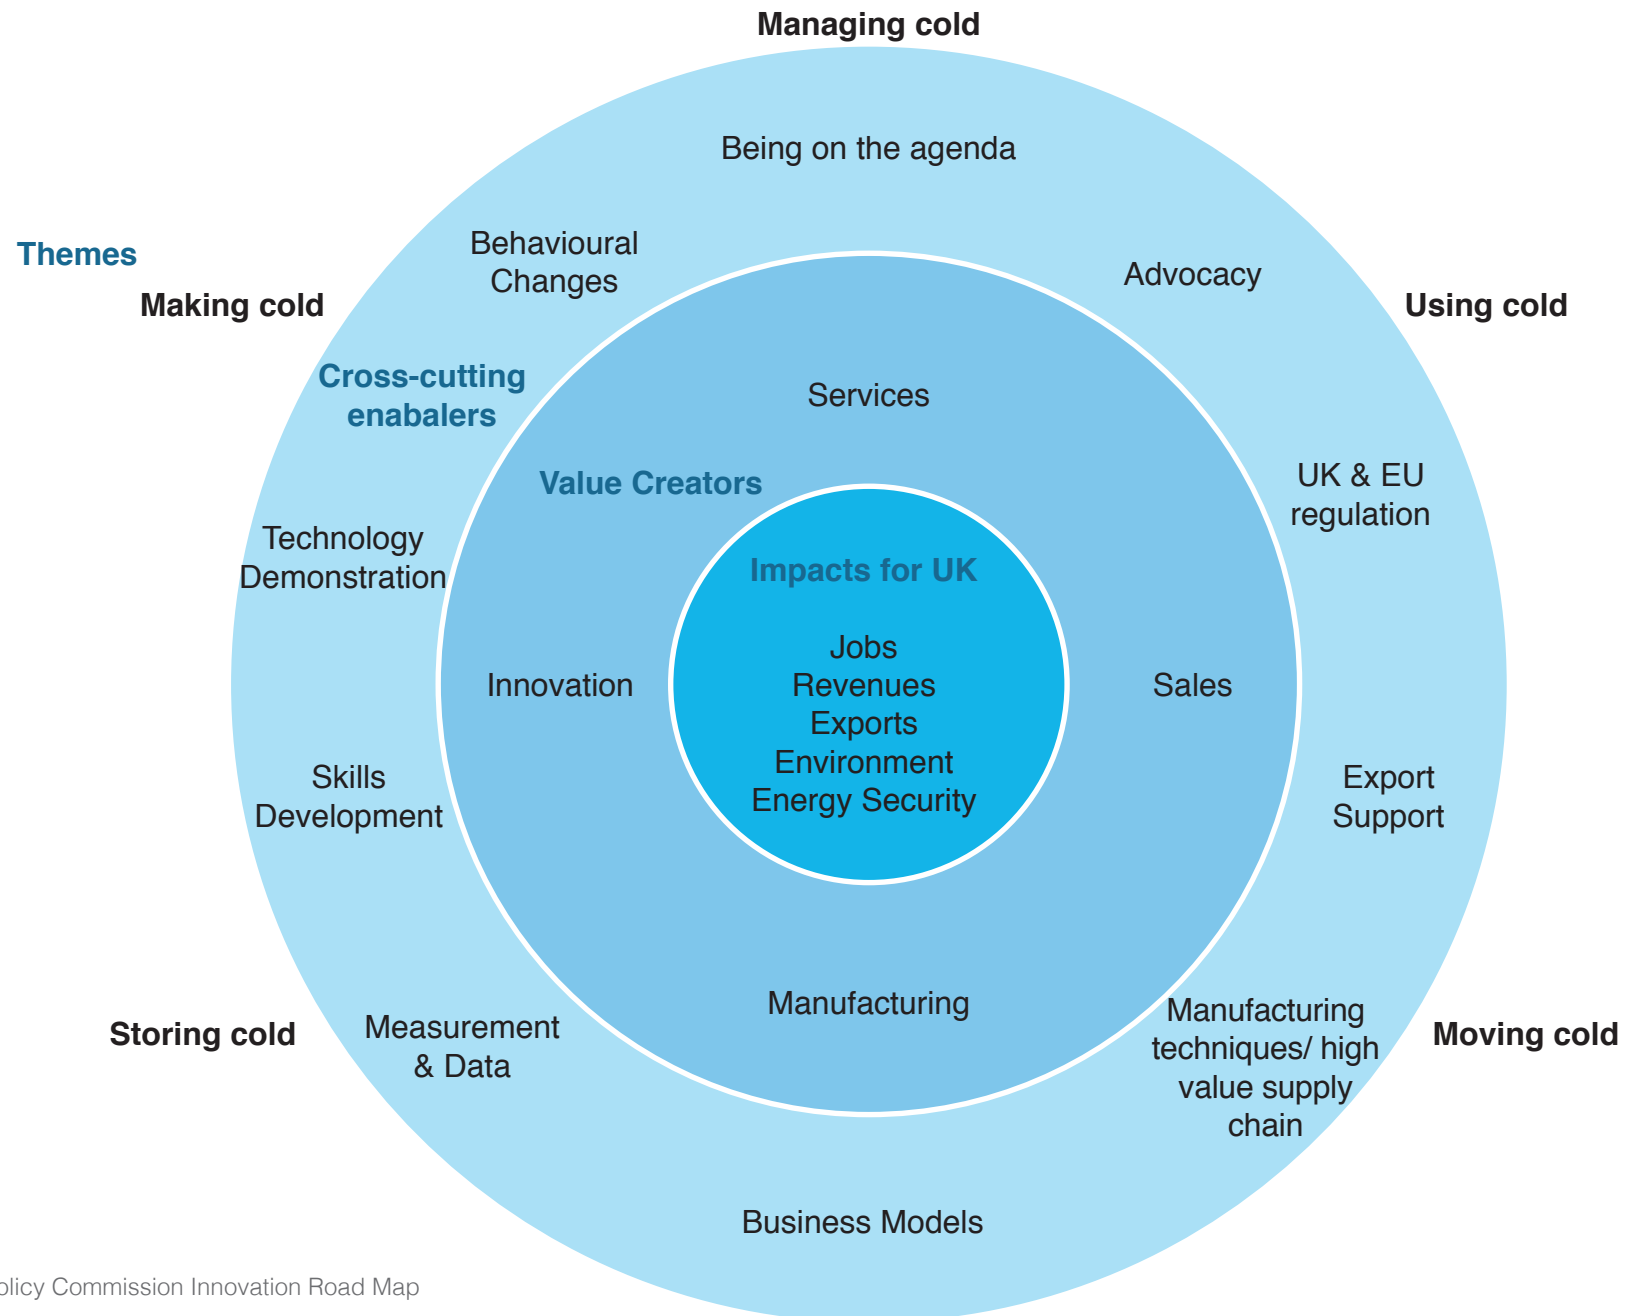 Managing cold
Being on the agenda
Themes
Making cold
Behavioural
Changes
Advocacy
Using cold
Cross-cutting
enabalers
Services
Value Creators
UK & EU
regulation
Technology
Demonstration
Impacts for UK
Jobs
Revenues
Exports
Environment
Energy Security
Innovation
Sales
Skills
Development
Export
Support
Manufacturing
Storing cold
Measurement
& Data
Manufacturing
techniques/ high
value supply
chain
Moving cold
Business Models
Commission Innovation Road Map